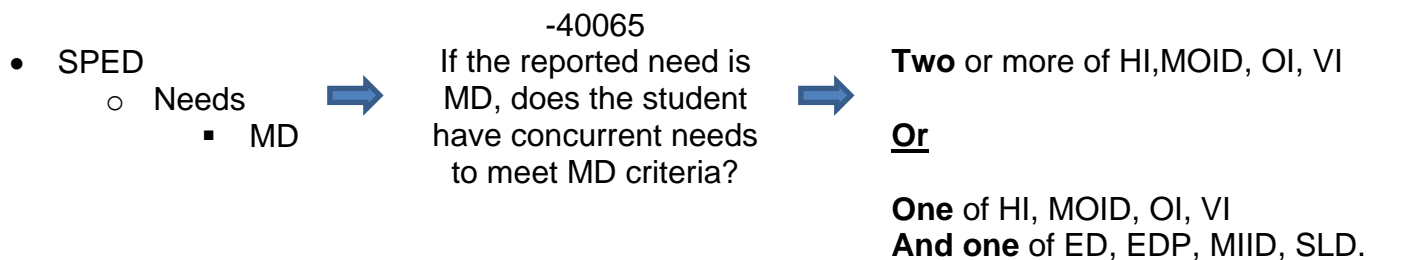 • SPED
○ Needs
▪ MD
-40065
If the reported need is
MD, does the student
have concurrent needs
to meet MD criteria?
Two or more of HI,MOID, OI, VI
Or
One of HI, MOID, OI, VI
And one of ED, EDP, MIID, SLD.